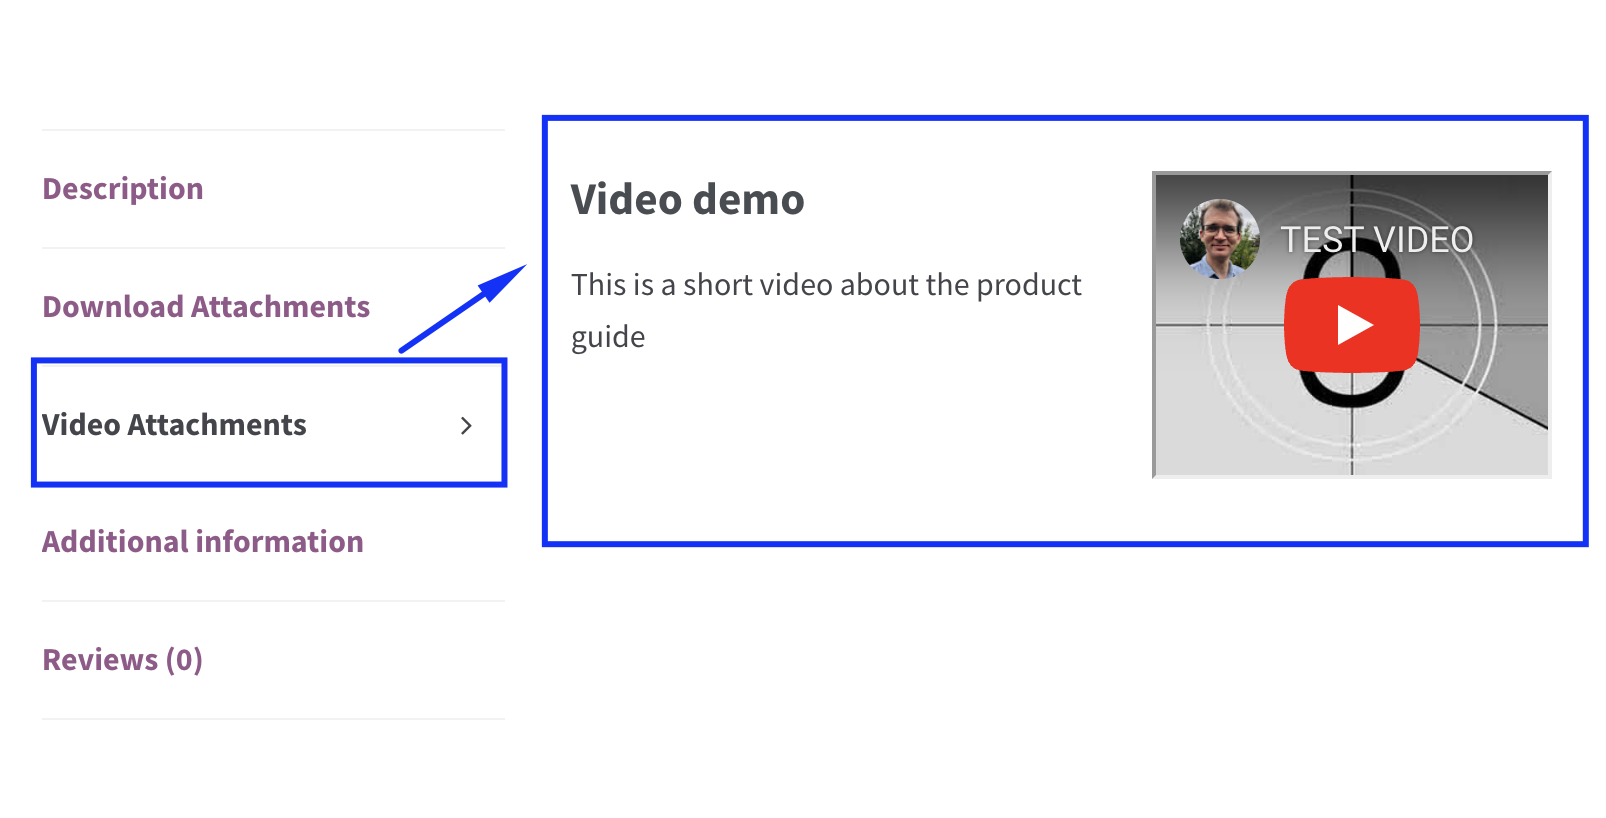 Description
Download Attachments
Video Attachments
Additional information
Reviews (0)
Video demo
This is a short video about the product
guide
TEST VIDEO
8